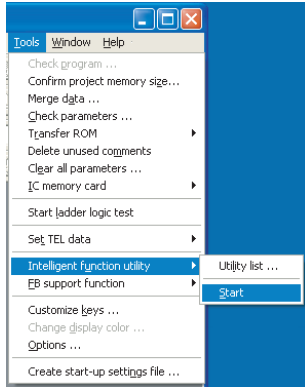 Tools Window Help
Check program ...
Confirm project memory size...
Merge data ...
Check parameters ...
Transfer ROM
Delete unused comments
Clear all parameters ...
IC memory card
Start ladder logic test
Set TEL data
Intelligent function utility
Utility list ...
FB support function
Start
Customize keys ...
Change display color ...
Options ...
Create start-up settings file ...